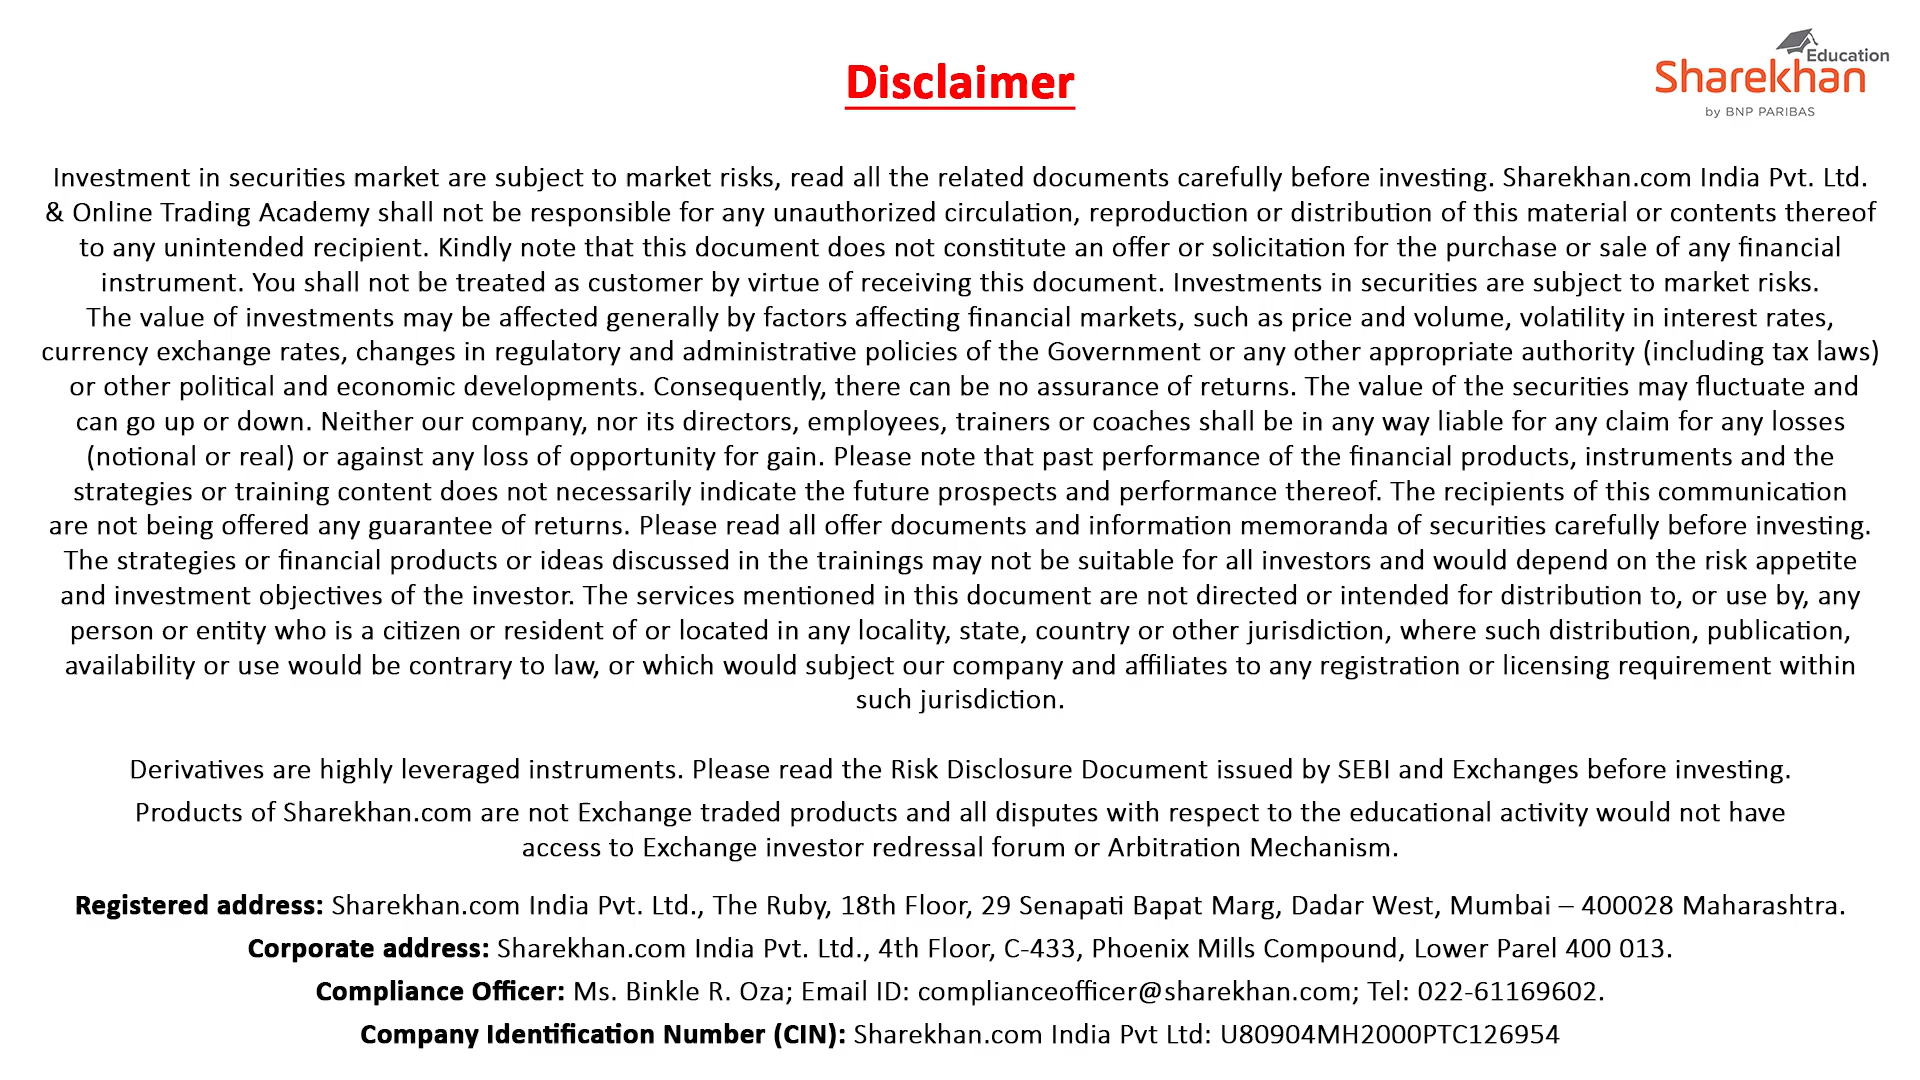 Disclaimer
Education
Sharekhan
by BNP PARIBAS
Investment in securities market are subject to market risks, read all the related documents carefully before investing. Sharekhan.com India Pvt. Ltd.
& Online Trading Academy shall not be responsible for any unauthorized circulation, reproduction or distribution of this material or contents thereof
to any unintended recipient. Kindly note that this document does not constitute an offer or solicitation for the purchase or sale of any financial
instrument. You shall not be treated as customer by virtue of receiving this document. Investments in securities are subject to market risks.
The value of investments may be affected generally by factors affecting financial markets, such as price and volume, volatility in interest rates,
currency exchange rates, changes in regulatory and administrative policies of the Government or any other appropriate authority (including tax laws)
or other political and economic developments. Consequently, there can be no assurance of returns. The value of the securities may fluctuate and
can go up or down. Neither our company, nor its directors, employees, trainers or coaches shall be in any way liable for any claim for any losses
(notional or real) or against any loss of opportunity for gain. Please note that past performance of the financial products, instruments and the
strategies or training content does not necessarily indicate the future prospects and performance thereof. The recipients of this communication
are not being offered any guarantee of returns. Please read all offer documents and information memoranda of securities carefully before investing.
The strategies or financial products or ideas discussed in the trainings may not be suitable for all investors and would depend on the risk appetite
and investment objectives of the investor. The services mentioned in this document are not directed or intended for distribution to, or use by, any
person or entity who is a citizen or resident of or located in any locality, state, country or other jurisdiction, where such distribution, publication,
availability or use would be contrary to law, or which would subject our company and affiliates to any registration or licensing requirement within
such jurisdiction.
Derivatives are highly leveraged instruments. Please read the Risk Disclosure Document issued by SEBI and Exchanges before investing.
Products of Sharekhan.com are not Exchange traded products and all disputes with respect to the educational activity would not have
access to Exchange investor redressal forum or Arbitration Mechanism.
Registered address: Sharekhan.com India Pvt. Ltd., The Ruby, 18th Floor, 29 Senapati Bapat Marg, Dadar West, Mumbai – 400028 Maharashtra.
Corporate address: Sharekhan.com India Pvt. Ltd., 4th Floor, C-433, Phoenix Mills Compound, Lower Parel 400 013.
Compliance Officer: Ms. Binkle R. Oza; Email ID: complianceofficer@sharekhan.com; Tel: 022-61169602.
Company Identification Number (CIN): Sharekhan.com India Pvt Ltd: U80904MH2000PTC126954